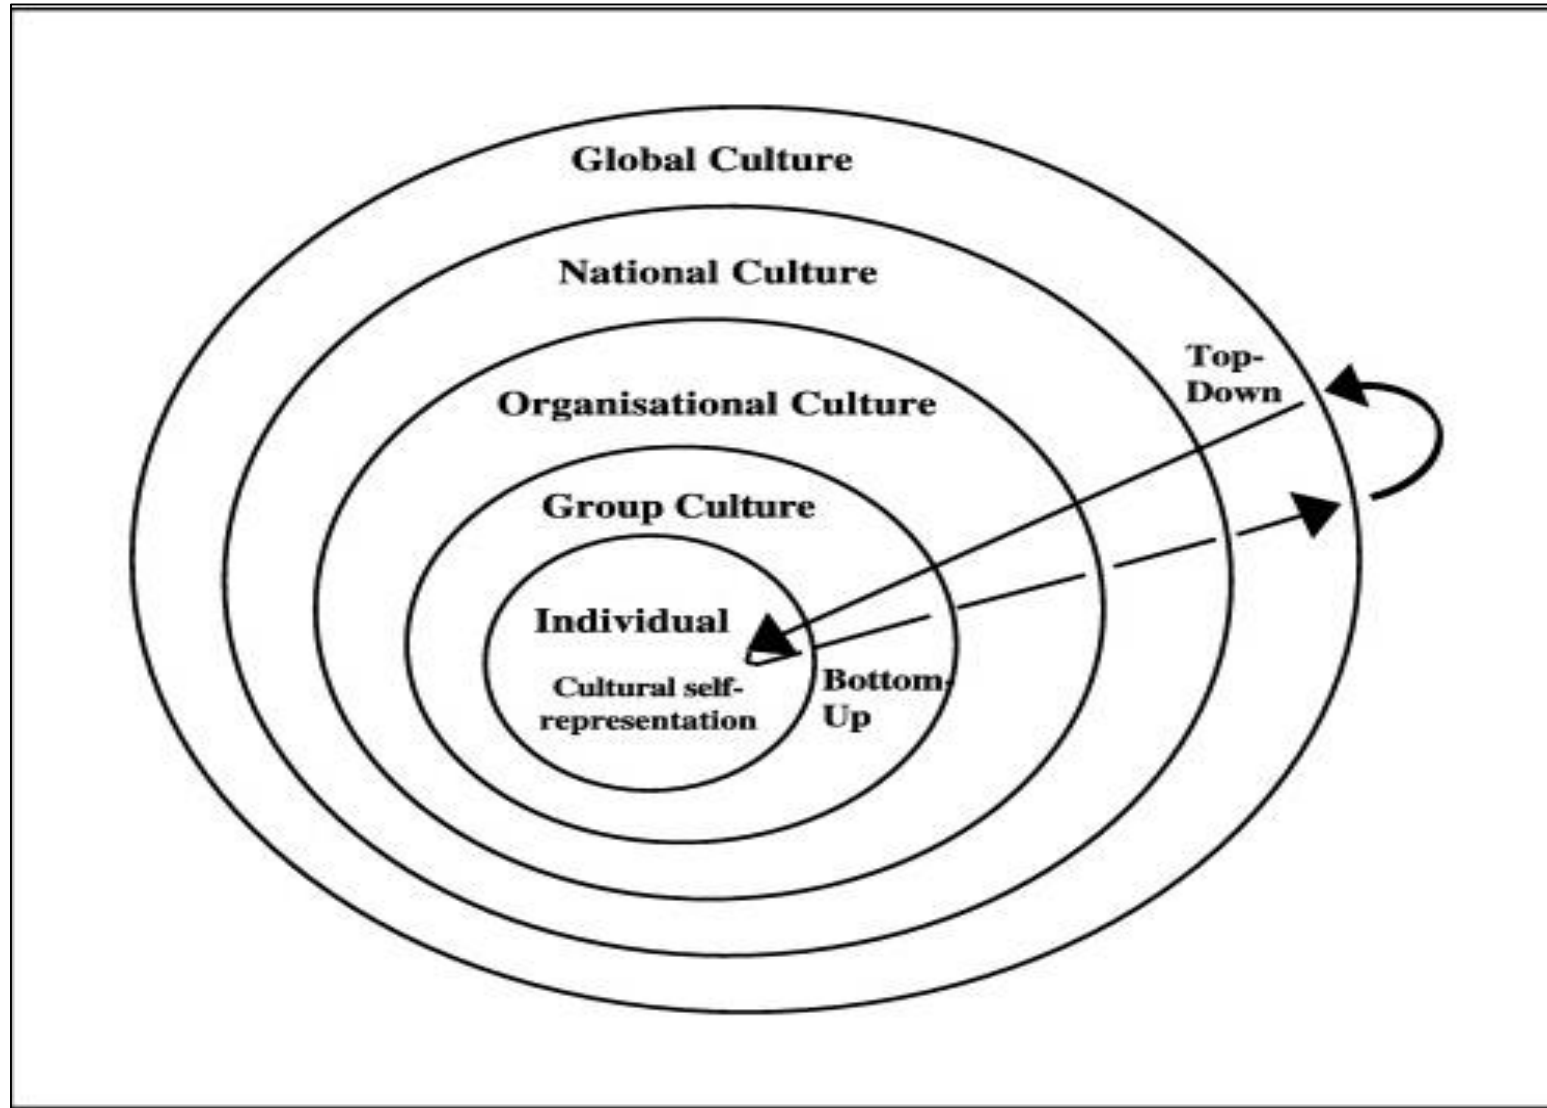 Global Culture
National Culture
Top-
Down
Organisational Culture
Group Culture
Individual
Cultural self-
representation
Bottom-
Up